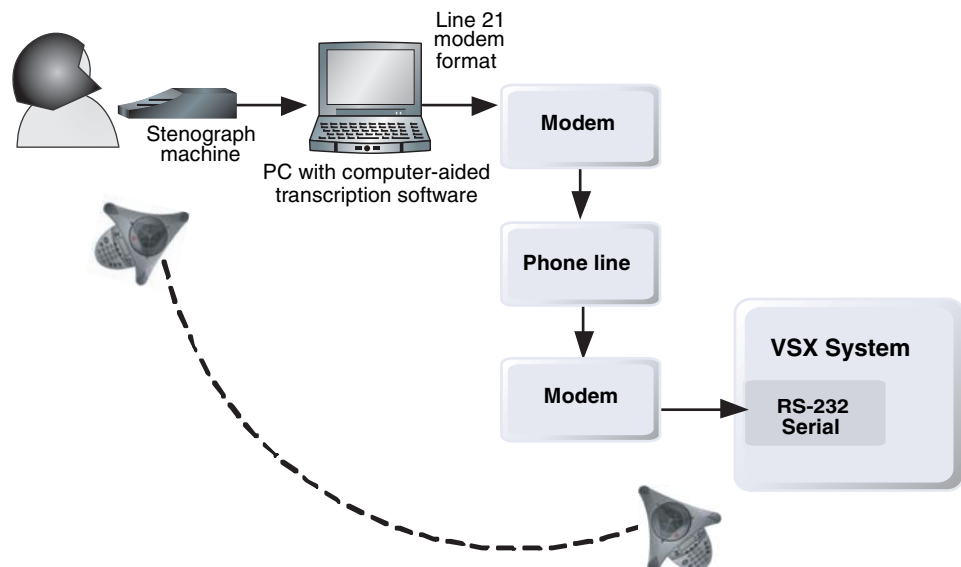 Line 21
modem
format
Stenograph
machine
PC with computer-aided
transcription software
Modem
Phone line
Modem
VSX System
RS-232
Serial